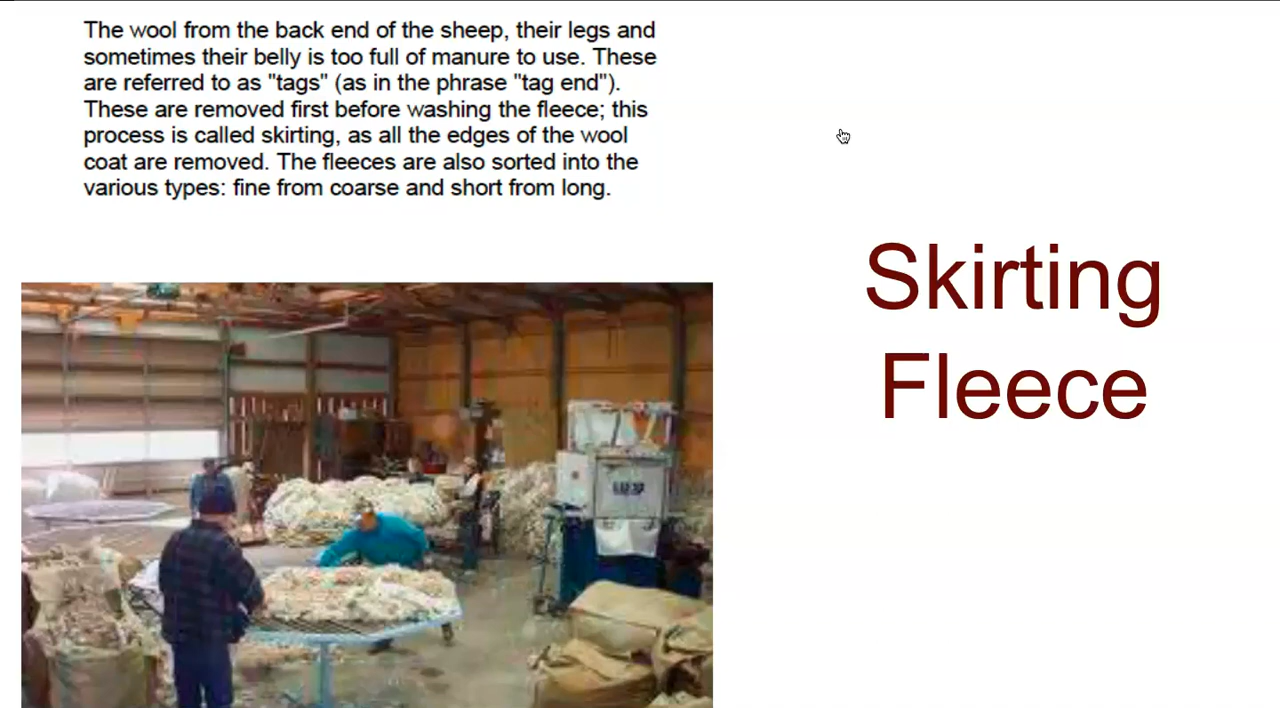 The wool from the back end of the sheep, their legs and
sometimes their belly is too full of manure to use. These
are referred to as "tags" (as in the phrase "tag end").
These are removed first before washing the fleece; this
process is called skirting, as all the edges of the wool
coat are removed. The fleeces are also sorted into the
various types: fine from coarse and short from long.
Skirting
Fleece